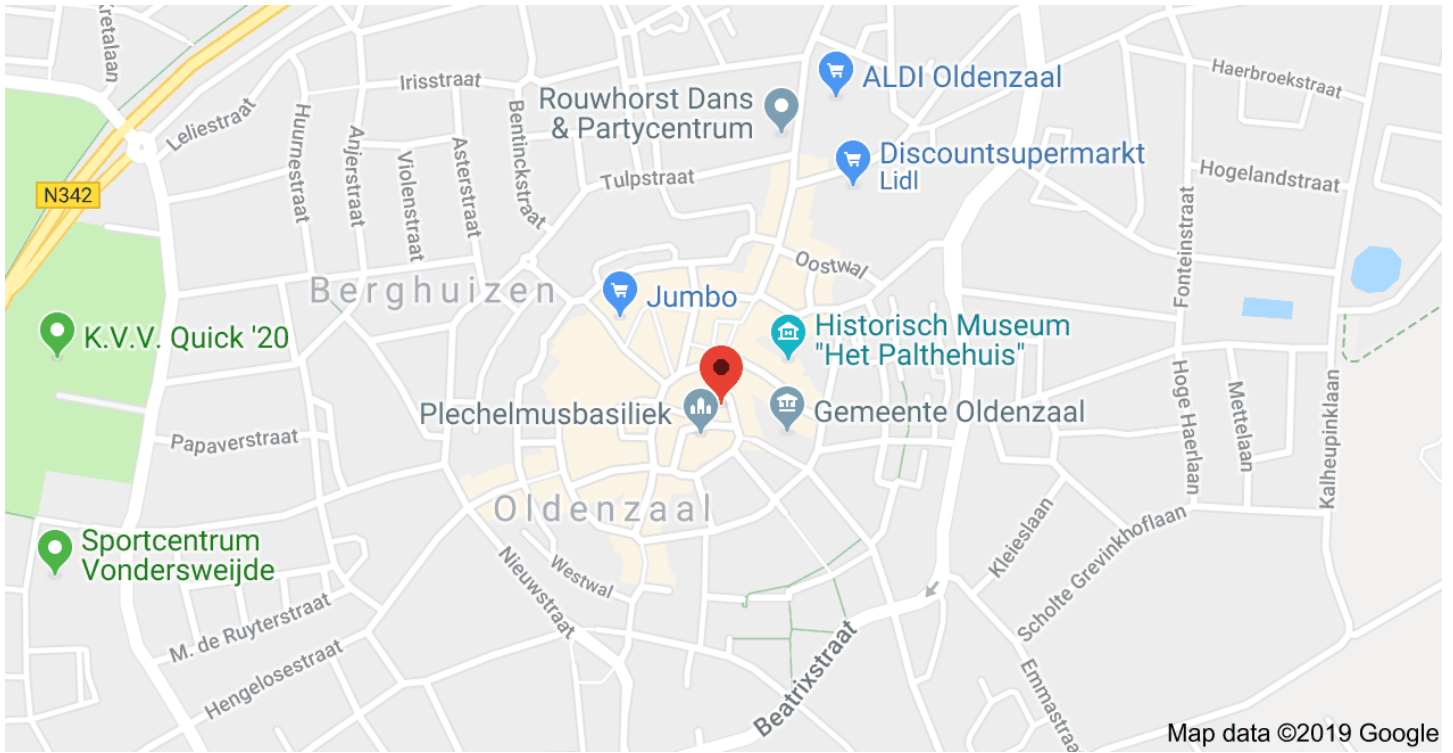 Kretalaan
Irisstraat
ALDI Oldenzaal
Haerbroekstraat
Rouwhorst Dans
& Partycentrum
Leliestraat
Huurnestraat
Anjerstraat
Violenstraat
Asterstraat
Bentinckstraat
Discountsupermarkt
Lidl
Tulpstraat
Hogelandstraat
N342
Fonteinstraat
Oostwal
Berghuizen
Jumbo
K.V.V. Quick '20
Historisch Museum
"Het Palthehuis"
Plechelmusbasiliek
Gemeente Oldenzaal
Hoge Haerlaan
Mettelaan
Kalheupinklaan
Papaverstraat
Oldenzaal
Sportcentrum
Vondersweijde
Nieuwstraat
Westwal
Kleieslaan
Scholte Grevinkhoflaan
M. de Ruyterstraat
Hengelosestraat
Beatrixstraat
Emmastraat
Map data ©2019 Google